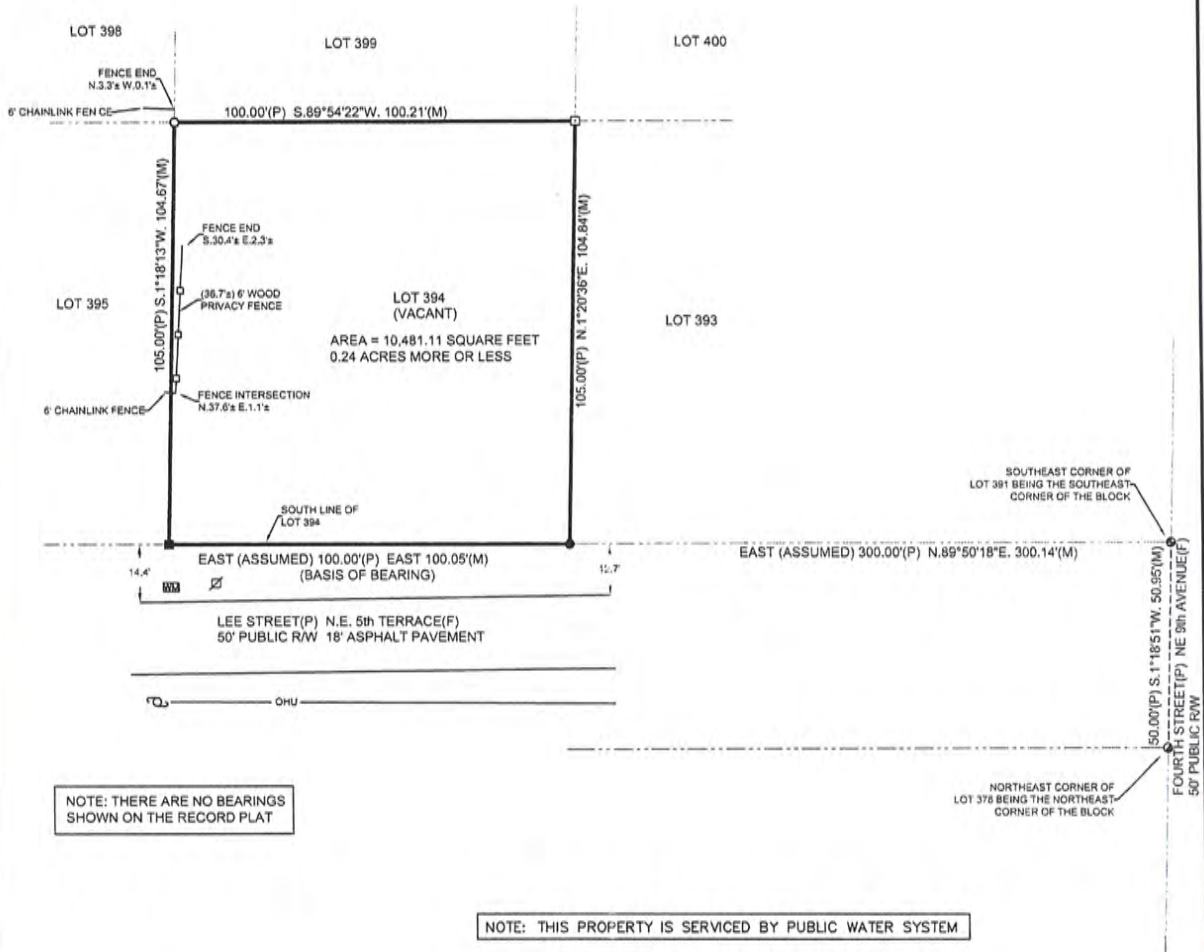 LOT 398
LOT 399
LOT 400
FENCE END
N.3.3'± W.0.1'±
6' CHAINLINK FENCE
100.00'(P) S.89°54'22"W. 100.21'(M)
105.00'(P) S.1°18'13"W. 104.67'(M)
FENCE END
S.30.4'± E.2.3'±
(36.7'±) 6' WOOD
PRIVACY FENCE
LOT 395
LOT 394
(VACANT)
AREA = 10,481.11 SQUARE FEET
0.24 ACRES MORE OR LESS
105.00'(P) N.1°20'36"E. 104.84'(M)
LOT 393
6' CHAINLINK FENCE
FENCE INTERSECTION
N.37.6'± E.1.1'±
SOUTH LINE OF
LOT 394
SOUTHEAST CORNER OF
LOT 391 BEING THE SOUTHEAST
CORNER OF THE BLOCK
EAST (ASSUMED) 100.00'(P) EAST 100.05'(M)
(BASIS OF BEARING)
EAST (ASSUMED) 300.00'(P) N.89°50'18"E. 300.14'(M)
14.4'
12.7'
WM
LEE STREET(P) N.E. 5th TERRACE(F)
50' PUBLIC R/W 18' ASPHALT PAVEMENT
OHU
50.00'(P) S.1°18'51"W. 50.95'(M)
FOURTH STREET(P) NE 9th AVENUE(F)
50' PUBLIC R/W
NORTHEAST CORNER OF
LOT 378 BEING THE NORTHEAST
CORNER OF THE BLOCK
NOTE: THERE ARE NO BEARINGS
SHOWN ON THE RECORD PLAT
NOTE: THIS PROPERTY IS SERVICED BY PUBLIC WATER SYSTEM